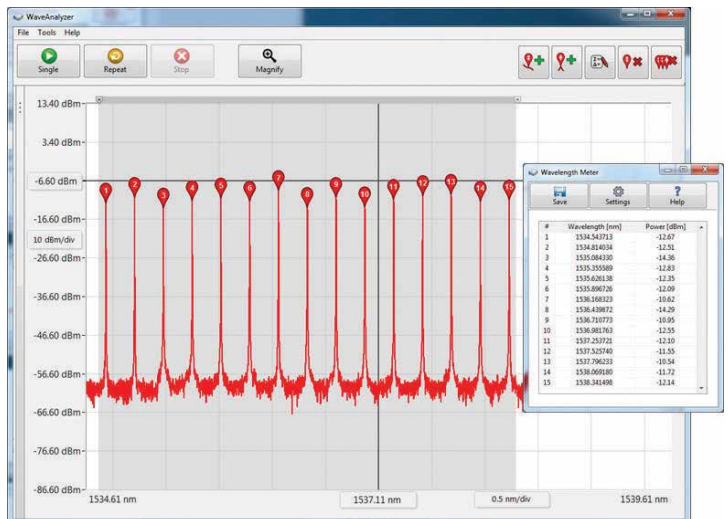 WaveAnalyzer
File Tools Help
Single Repeat Stop Magnify
13.40 dBm
3.40 dBm
-6.60 dBm
-16.60 dBm
10 dBm/div
-26.60 dBm
-36.60 dBm
-46.60 dBm
-56.60 dBm
-66.60 dBm
-76.60 dBm
-86.60 dBm
1 2 3 4 5 6 7 8 9 10 11 12 13 14 15
1534.61 nm 1537.11 nm 0.5 nm/div 1539.61 nm
Wavelength Meter
Save Settings Help
# Wavelength [nm] Power [dBm]
1 1534.543713 -12.67
2 1534.814034 -12.51
3 1535.084330 -14.36
4 1535.355589 -12.83
5 1535.626138 -12.35
6 1535.896726 -12.09
7 1536.168323 -10.62
8 1536.439872 -14.29
9 1536.710773 -10.95
10 1536.981763 -12.55
11 1537.253721 -12.10
12 1537.525740 -11.55
13 1537.796233 -10.54
14 1538.069180 -11.72
15 1538.341498 -12.14